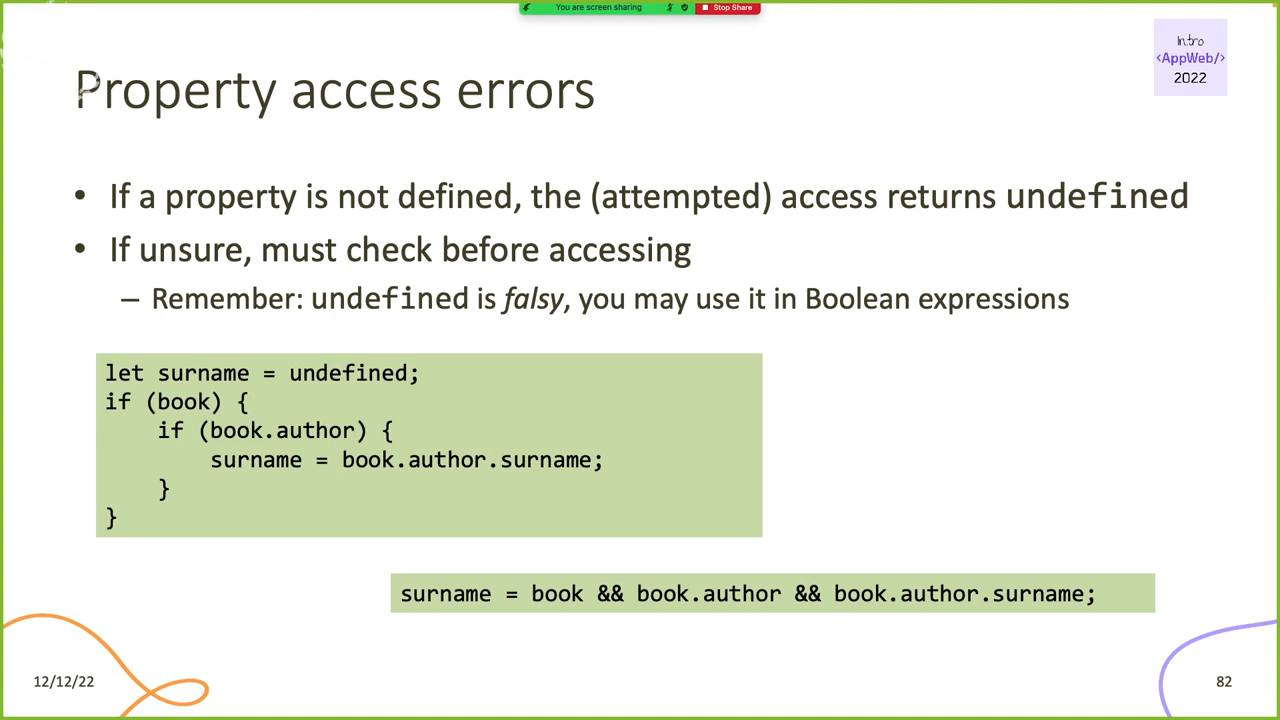 You are screen sharing
Stop Share
Intro
<AppWeb/>
2022
Property access errors
• If a property is not defined, the (attempted) access returns undefined
• If unsure, must check before accessing
– Remember: undefined is falsy, you may use it in Boolean expressions
let surname = undefined;
if (book) {
    if (book.author) {
        surname = book.author.surname;
    }
}
surname = book && book.author && book.author.surname;
12/12/22
82